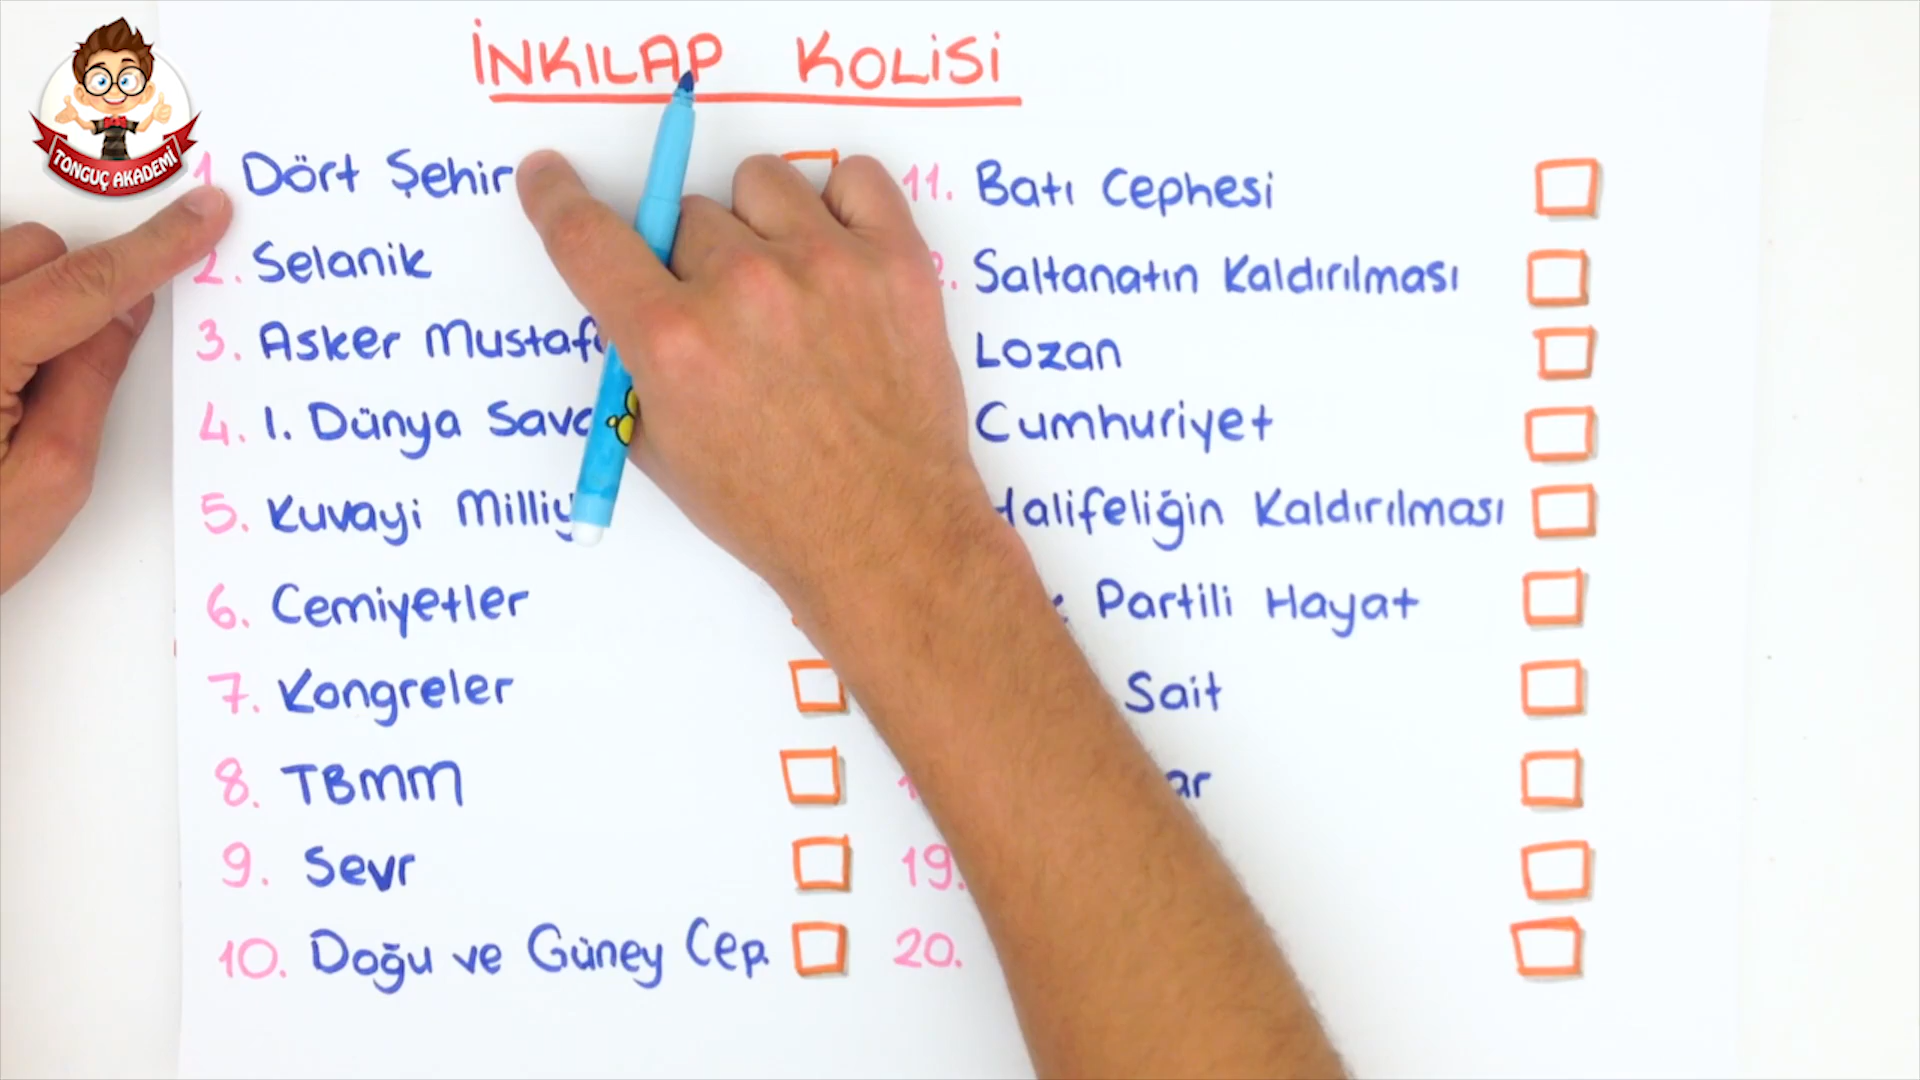 TONGUÇ AKADEMİ
İNKILAP KOLİSİ
1. Dört Şehir
2. Selanik
3. Asker
4. I. Dünya
5. Kuvayi
6. Cemiyetler
7. Kongreler
8. TBMM
9. Sevr
10. Doğu ve Güney Cep.
11. Batı Cephesi
Saltanatın Kaldırılması
Lozan
Cumhuriyet
Halifeliğin Kaldırılması
Partili Hayat
Sait
19.
20.